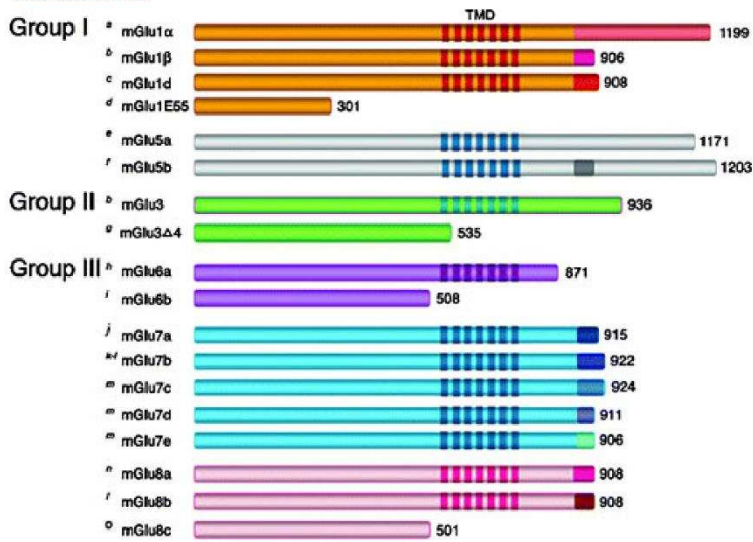 TMD
Group I a mGlu1α 1199
b mGlu1β 906
c mGlu1d 908
d mGlu1E55 301
e mGlu5a 1171
f mGlu5b 1203
Group II b mGlu3 936
g mGlu3Δ4 535
Group III h mGlu6a 871
i mGlu6b 508
j mGlu7a 915
k-l mGlu7b 922
m mGlu7c 924
m mGlu7d 911
m mGlu7e 906
n mGlu8a 908
mGlu8b 908
o mGlu8c 501